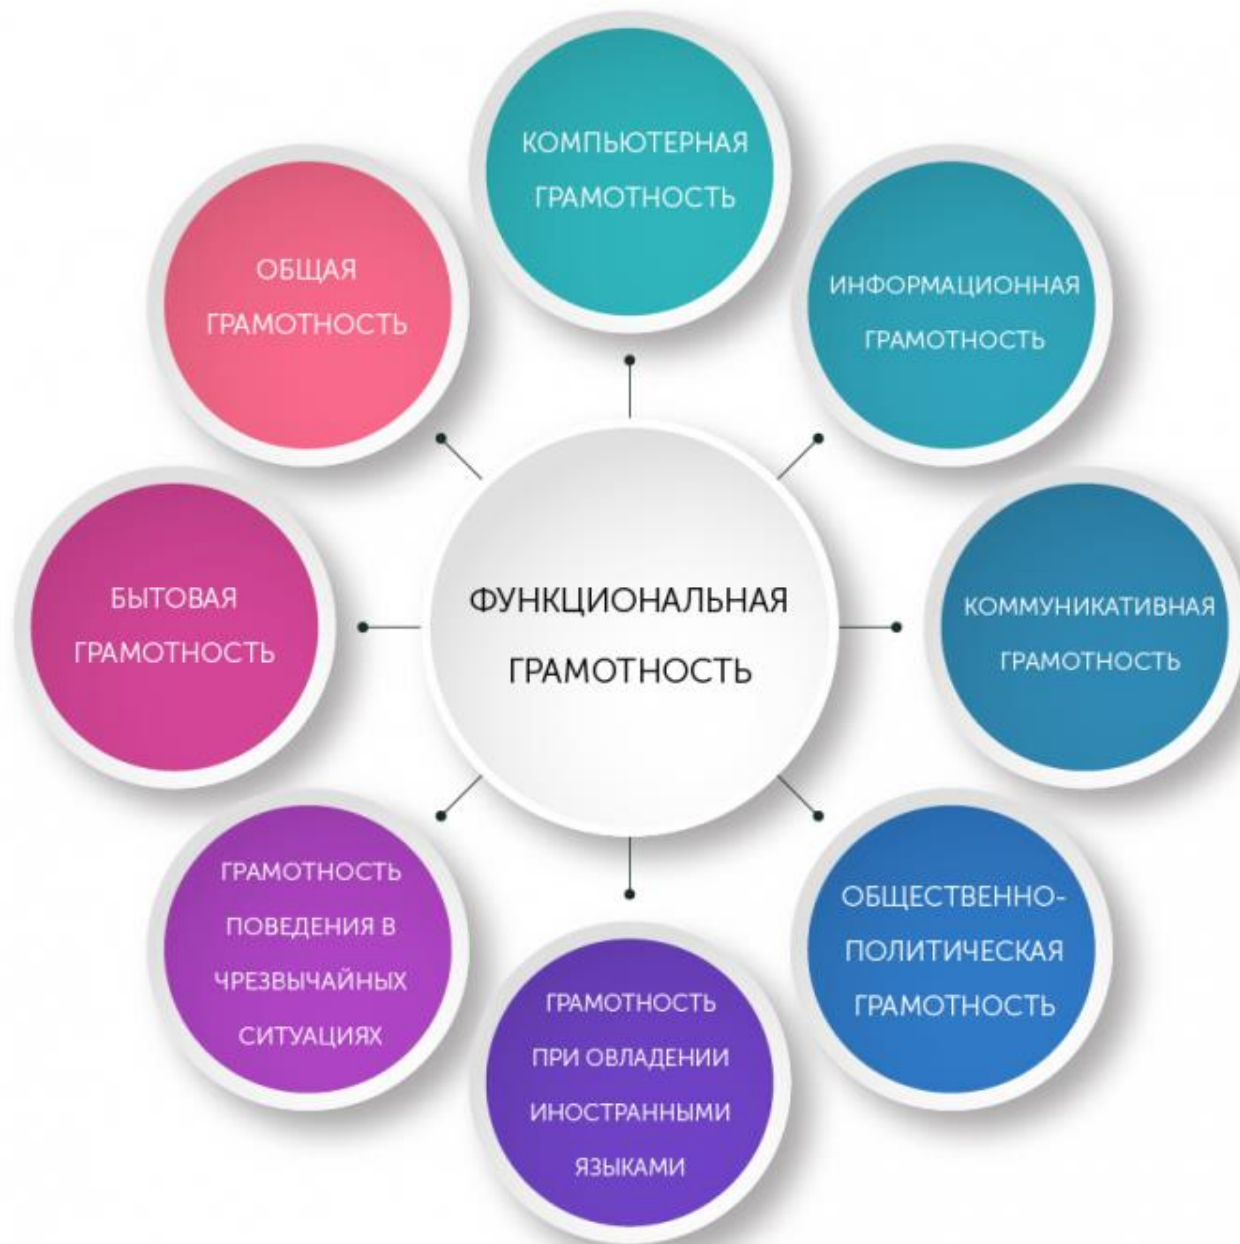 КОМПЬЮТЕРНАЯ
ГРАМОТНОСТЬ
ИНФОРМАЦИОННАЯ
ГРАМОТНОСТЬ
КОММУНИКАТИВНАЯ
ГРАМОТНОСТЬ
ОБЩЕСТВЕННО-
ПОЛИТИЧЕСКАЯ
ГРАМОТНОСТЬ
ГРАМОТНОСТЬ
ПРИ ОВЛАДЕНИИ
ИНОСТРАННЫМИ
ЯЗЫКАМИ
ГРАМОТНОСТЬ
ПОВЕДЕНИЯ В
ЧРЕЗВЫЧАЙНЫХ
СИТУАЦИЯХ
БЫТОВАЯ
ГРАМОТНОСТЬ
ОБЩАЯ
ГРАМОТНОСТЬ
ФУНКЦИОНАЛЬНАЯ
ГРАМОТНОСТЬ